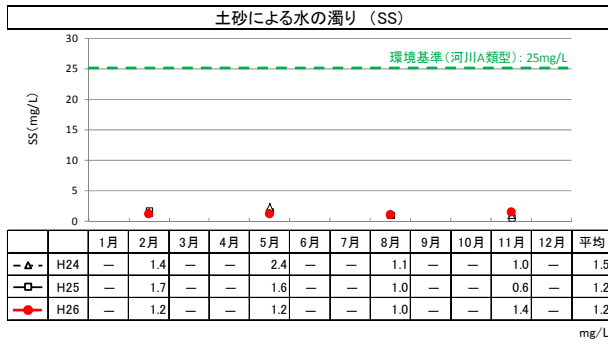 土砂による水の濁り （SS）
30
25
20
15
10
5
0
SS(mg/L)
環境基準（河川A類型）: 25mg/L
1月 2月 3月 4月 5月 6月 7月 8月 9月 10月 11月 12月 平均
H24 — 1.4 — — 2.4 — — 1.1 — — 1.0 — 1.5
H25 — 1.7 — — 1.6 — — 1.0 — — 0.6 — 1.2
H26 — 1.2 — — 1.2 — — 1.0 — — 1.4 — 1.2
mg/L